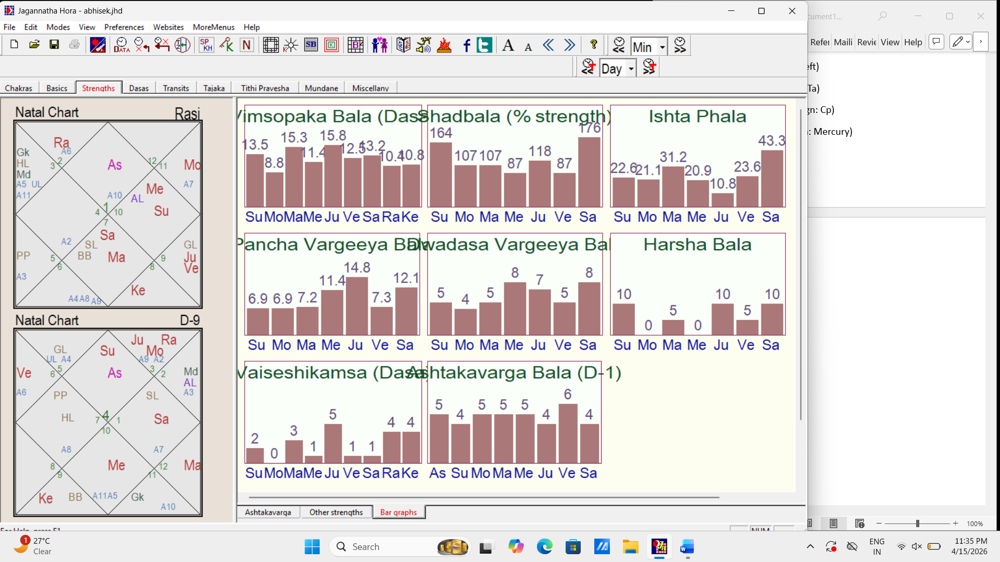 Jagannatha Hora - abhisek.jhd
File Edit Modes View Preferences Websites MoreMenus Help
DATA SP KH K N SB K B f t A A ? Min
Day
Chakras Basics Strengths Dasas Transits Tajaka Tithi Pravesha Mundane Miscellany
Natal Chart Rasi
Ra
A6
Gk
HL
Md
A5 UL
A11
2
3
As
12
11
Mo
A7
Me
AL
Su
A10
1
4 10
7
Sa
A2 SL
BB
Ma
PP
5
6
A3
9
8
GL
Ju
Ve
Ke
A4 A8 A9
Natal Chart D-9
GL
UL A4
Su
Ju Ra
Mo
A9 A2
Ve
6
5
As
3
2
Md
AL
A3
A6
PP
SL
HL
7 4 1
10
Sa
A8
A7
8
9
Me
12
11
Ma
Ke
BB
A11 A5
Gk
A10
Vimsopaka Bala (Das
13.5 8.8 15.3 11.4 15.8 12.5 13.2 10.4 10.8
Su Mo Ma Me Ju Ve Sa Ra Ke
Shadbala (% strength)
164 107 107 87 118 87 176
Su Mo Ma Me Ju Ve Sa
Ishta Phala
22.6 21.1 31.2 20.9 10.8 23.6 43.3
Su Mo Ma Me Ju Ve Sa
Pancha Vargeeya Bal
6.9 6.9 7.2 11.4 14.8 7.3 12.1
Su Mo Ma Me Ju Ve Sa
Dwadasa Vargeeya Bal
5 4 5 8 7 5 8
Su Mo Ma Me Ju Ve Sa
Harsha Bala
10 0 5 0 10 5 10
Su Mo Ma Me Ju Ve Sa
Vaiseshikamsa (Dasa)
2 0 3 1 5 1 1 4 4
Su Mo Ma Me Ju Ve Sa Ra Ke
Ashtakavarga Bala (D-1)
5 4 5 5 5 4 6 4
As Su Mo Ma Me Ju Ve Sa
Ashtakavarga Other strengths Bar graphs
For Help, press F1
NUM
cument1...
Refer Maili Revie View Help
eft)
Ta)
gn: Cp)
: Mercury)
100%
1
27°C
Clear
Search
ENG
IN
11:35 PM
4/15/2026